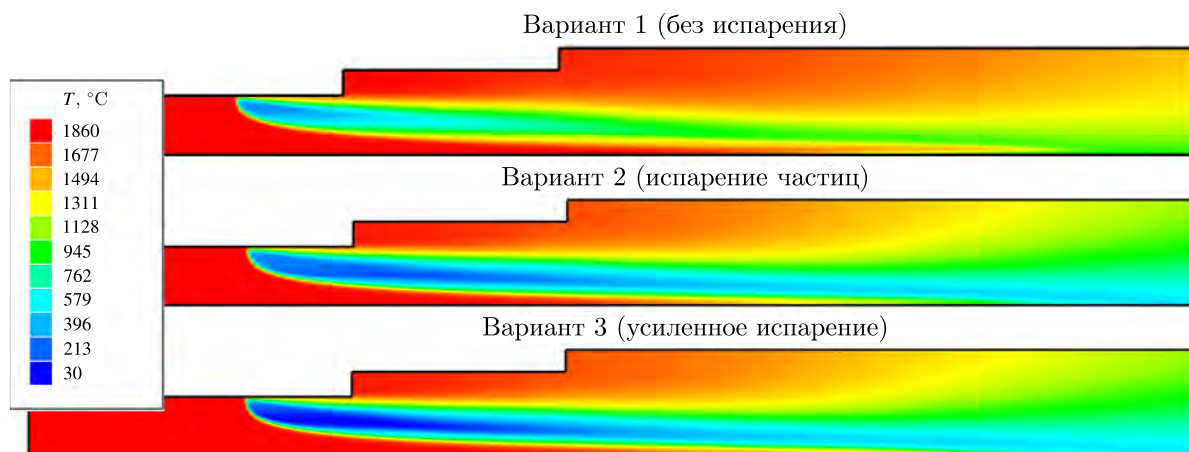 Вариант 1 (без испарения)
T, °C
1860
1677
1494
1311
1128
945
762
579
396
213
30
Вариант 2 (испарение частиц)
Вариант 3 (усиленное испарение)